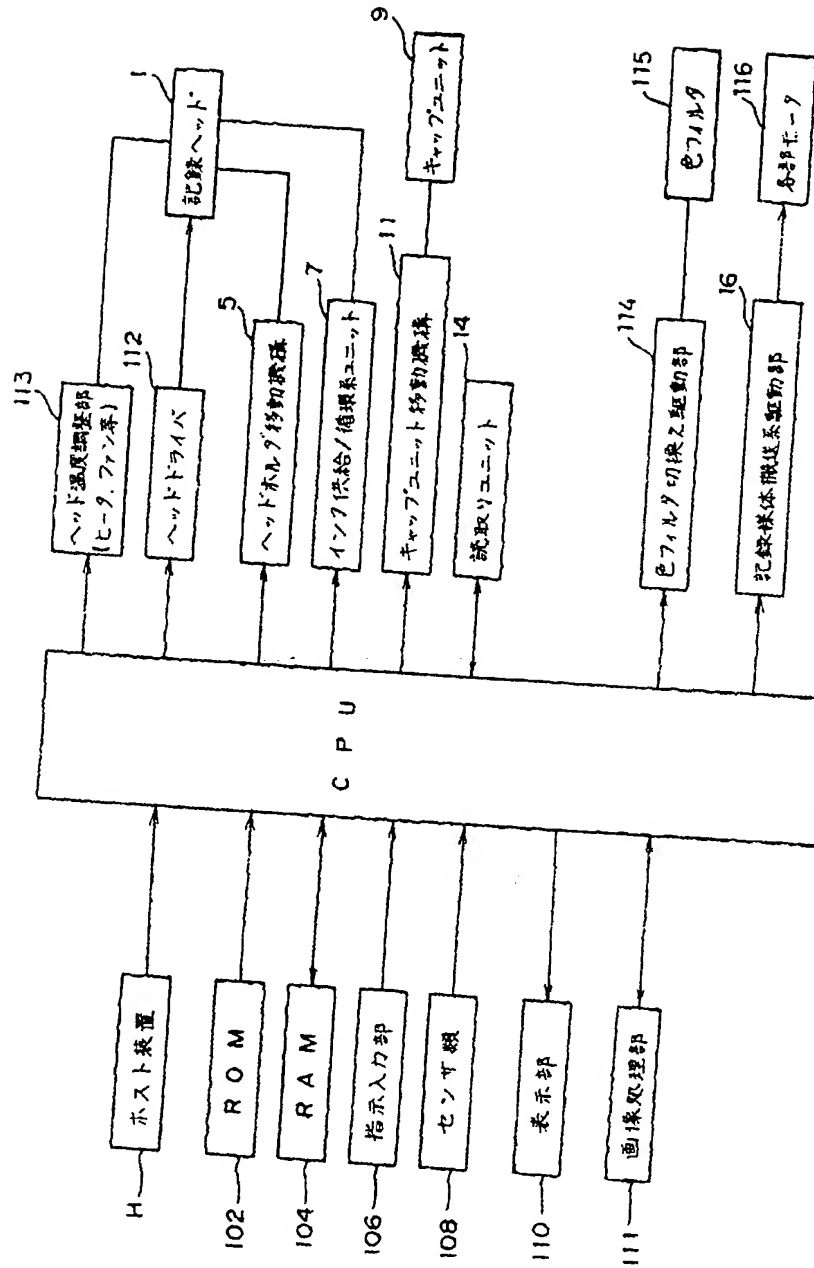 H
ホスト装置
102
ROM
104
RAM
106
指示入力部
108
センサ類
110
表示部
111
画像処理部
CPU
113
ヘッド温度調整部
(ヒータ、ファン等)
112
ヘッドドライバ
1
記録ヘッド
5
ヘッドホルダ移動機構
7
インク供給/循環系ユニット
11
キャップユニット移動機構
9
キャップユニット
14
読取りユニット
114
色フィルタ切換え駆動部
115
色フィルタ
16
記録媒体搬送系駆動部
116
各部モータ